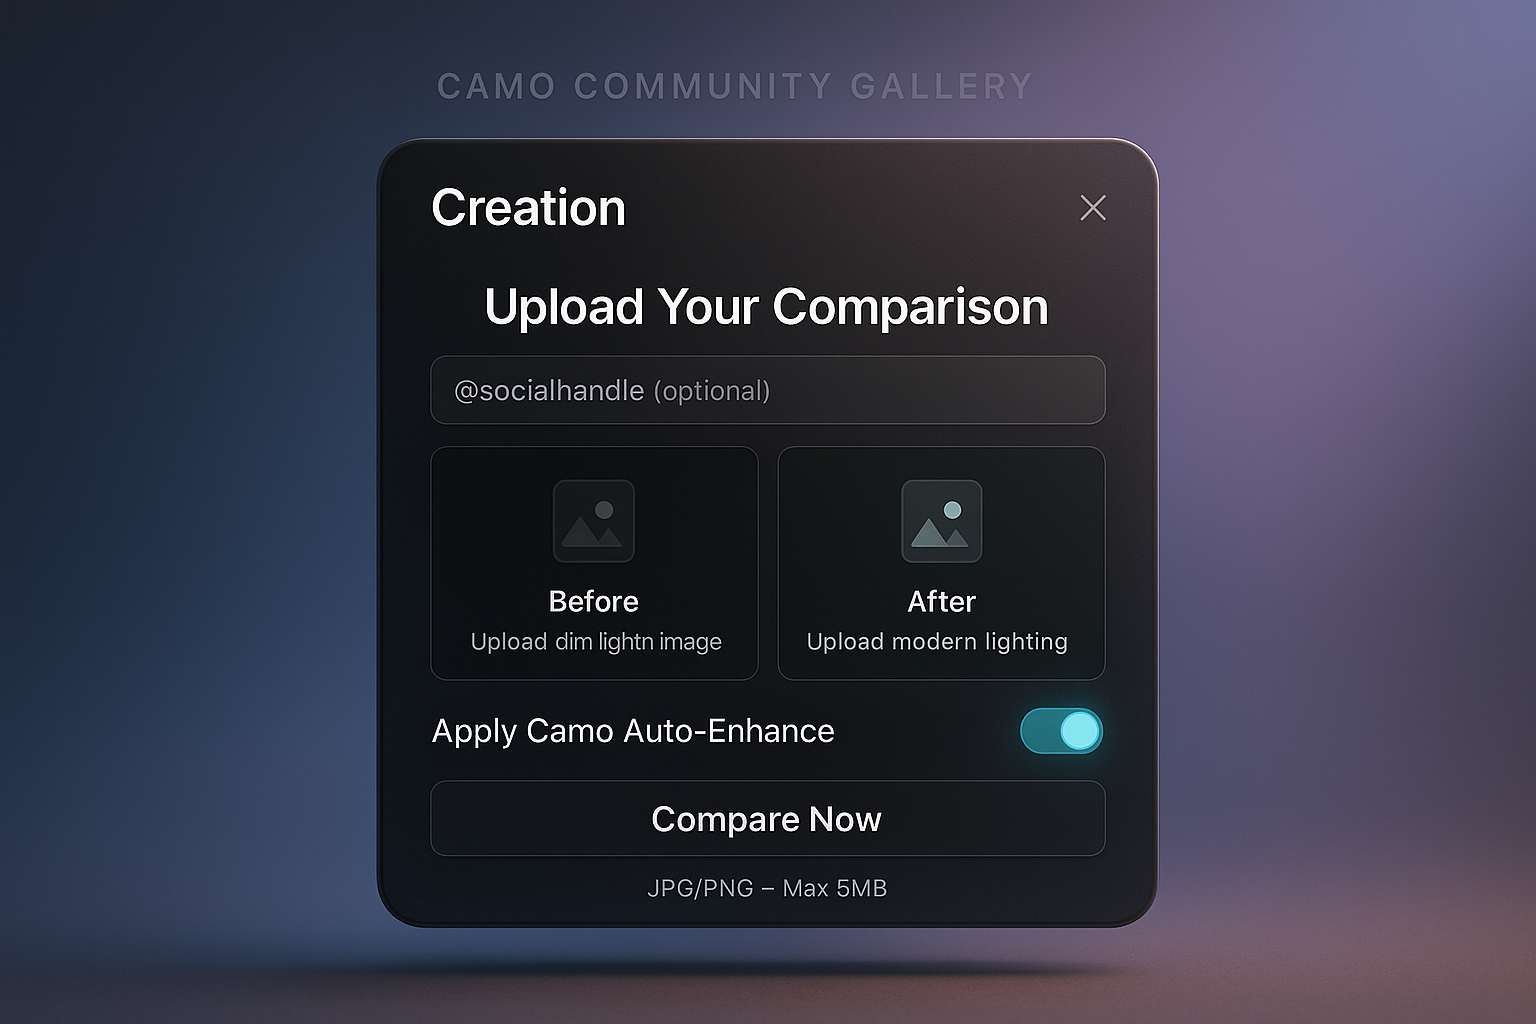 CAMO COMMUNITY GALLERY
Creation
Upload Your Comparison
@socialhandle (optional)
Before
Upload dim lightn image
After
Upload modern lighting
Apply Camo Auto-Enhance
Compare Now
JPG/PNG – Max 5MB